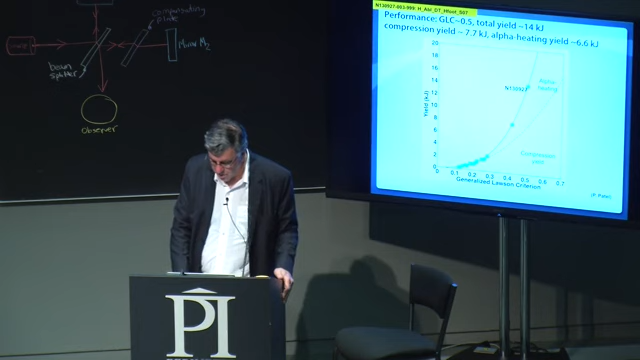 compensating
plate
Mirror M₂
beam
splitter
Observer
N130927-003-999
Performance: GLC~0.5, total yield ~14 kJ
compression yield ~ 7.7 kJ, alpha-heating yield ~6.6 kJ
20
18
16
14
12
10
8
6
4
2
0
Yield (kJ)
N130927
Alpha-
heating
Compression
yield
0 0.1 0.2 0.3 0.4 0.5 0.6 0.7
Generalized Lawson Criterion
(P. Patel)
PI